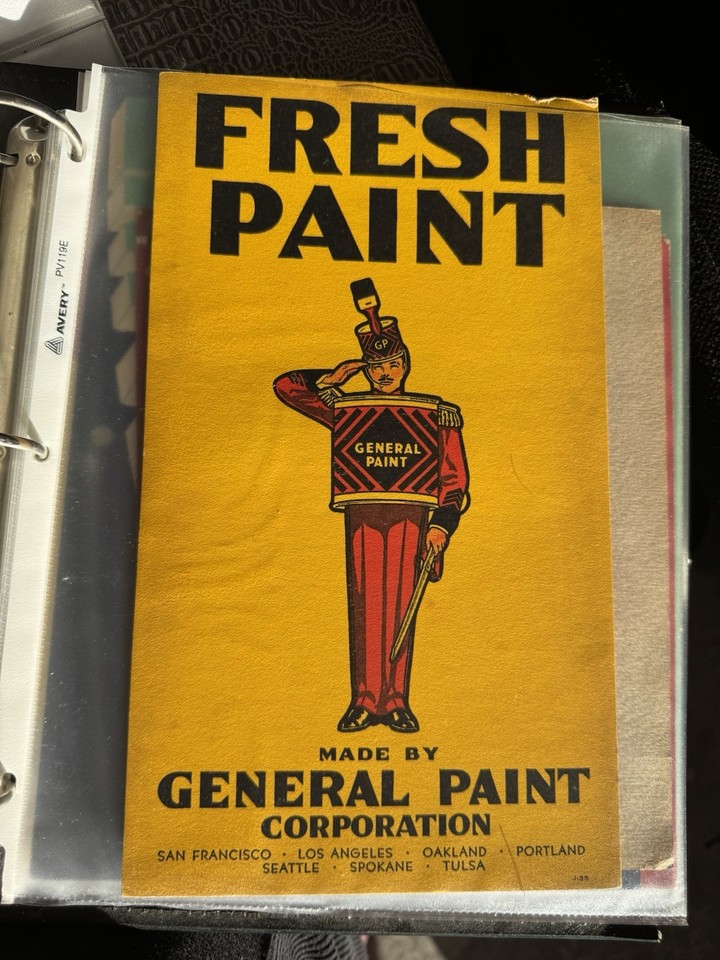 AVERY™ PV119E
FRESH
PAINT
GP
GENERAL
PAINT
MADE BY
GENERAL PAINT
CORPORATION
SAN FRANCISCO · LOS ANGELES · OAKLAND · PORTLAND
SEATTLE · SPOKANE · TULSA